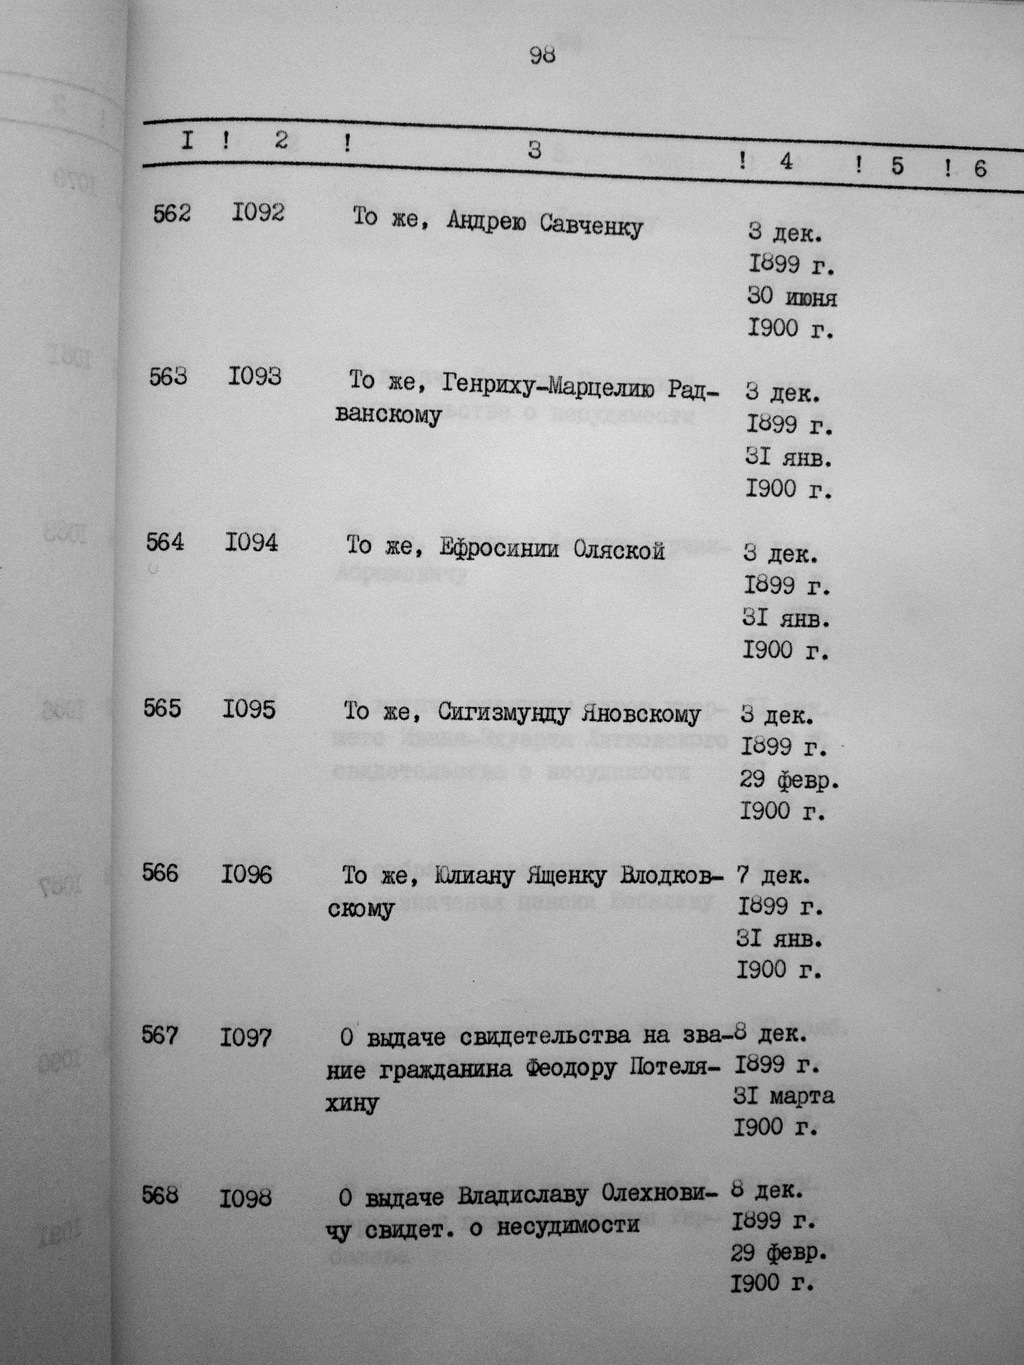 98
I ! 2 ! 3 ! 4 ! 5 ! 6
562 I092 То же, Андрею Савченку 3 дек.
I899 г.
30 июня
I900 г.
563 I093 То же, Генриху-Марцелию Рад- 3 дек.
ванскому I899 г.
3I янв.
I900 г.
564 I094 То же, Ефросинии Оляской 3 дек.
I899 г.
3I янв.
I900 г.
565 I095 То же, Сигизмунду Яновскому 3 дек.
I899 г.
29 февр.
I900 г.
566 I096 То же, Юлиану Ященку Влодков- 7 дек.
скому I899 г.
3I янв.
I900 г.
567 I097 О выдаче свидетельства на зва- 8 дек.
ние гражданина Феодору Потеля- I899 г.
хину 3I марта
I900 г.
568 I098 О выдаче Владиславу Олехнови- 8 дек.
чу свидет. о несудимости I899 г.
29 февр.
I900 г.